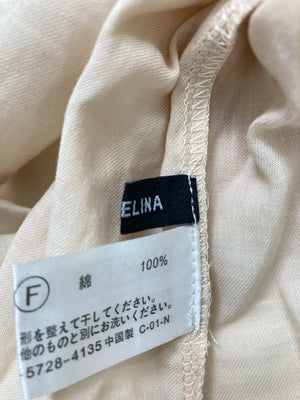 ELINA
F
綿 100%
形を整えて干してください。
他のものと別にお洗いください。
-5728-4135 中国製 C-01-N